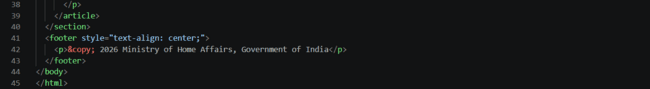 38 </p>
39 </article>
40 </section>
41 <footer style="text-align: center;">
42 <p>&copy; 2026 Ministry of Home Affairs, Government of India</p>
43 </footer>
44 </body>
45 </html>